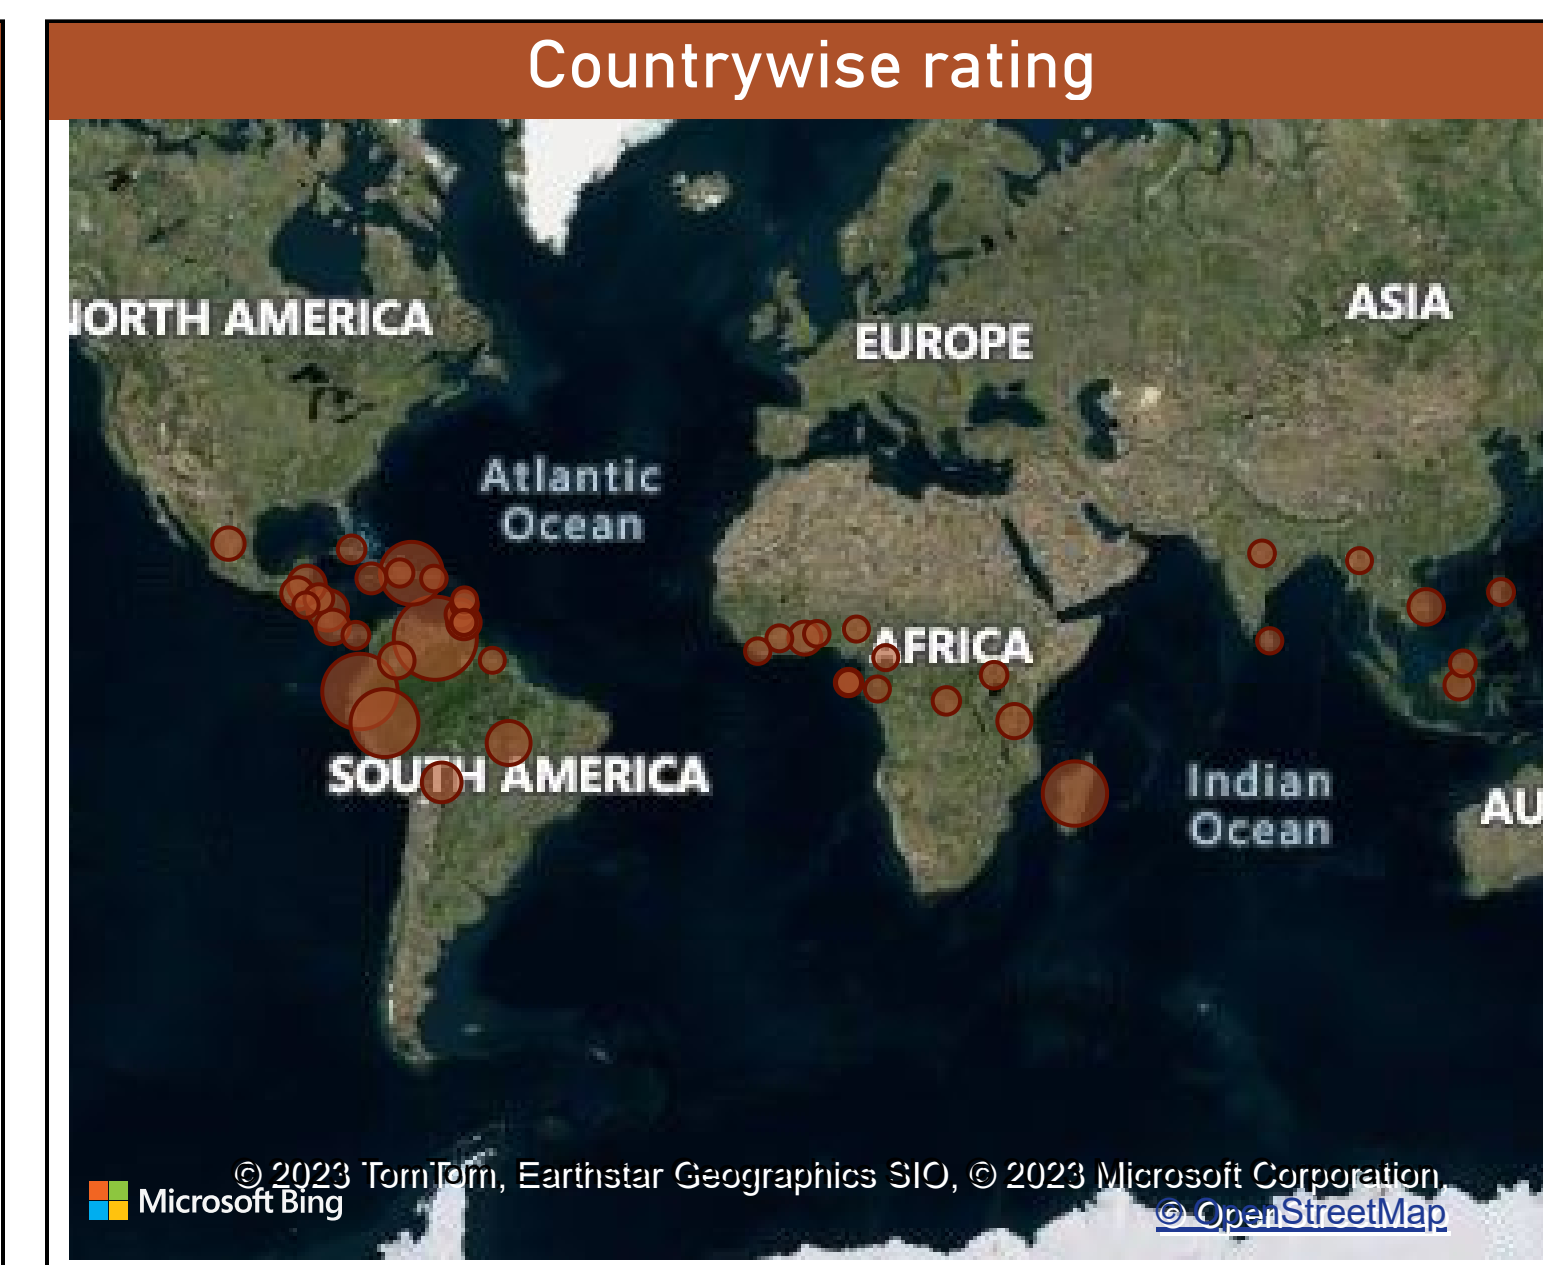 Countrywise rating
NORTH AMERICA
EUROPE
ASIA
Atlantic
Ocean
AFRICA
SOUTH AMERICA
Indian
Ocean
AU
© 2023 TomTom, Earthstar Geographics SIO, © 2023 Microsoft Corporation,
© OpenStreetMap
Microsoft Bing